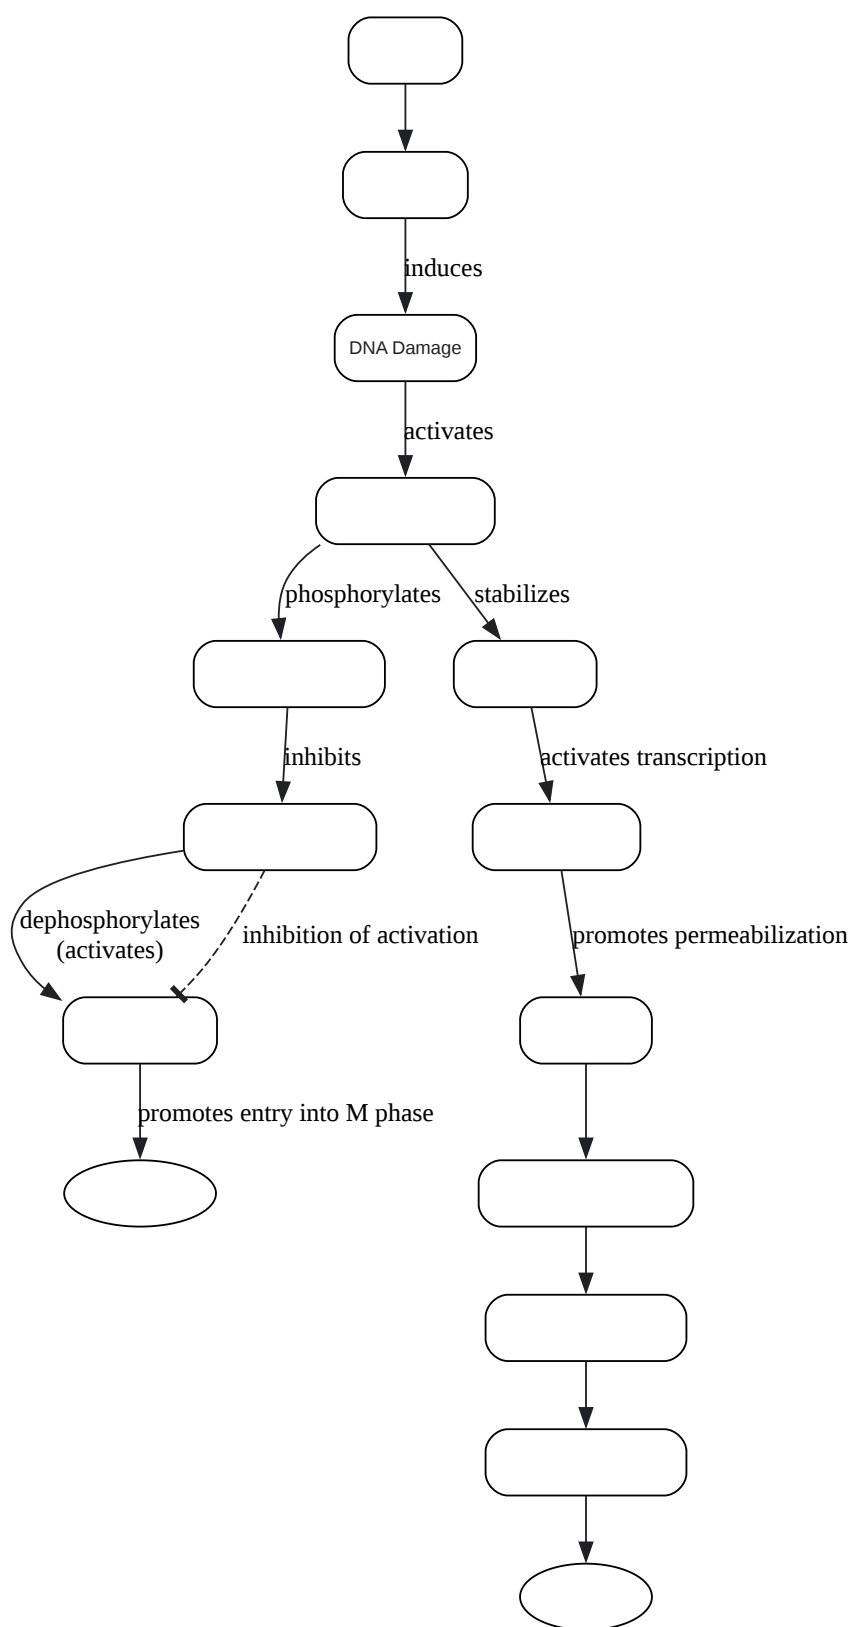 induces
DNA Damage
activates
phosphorylates
stabilizes
inhibits
activates transcription
dephosphorylates
(activates)
inhibition of activation
promotes permeabilization
promotes entry into M phase